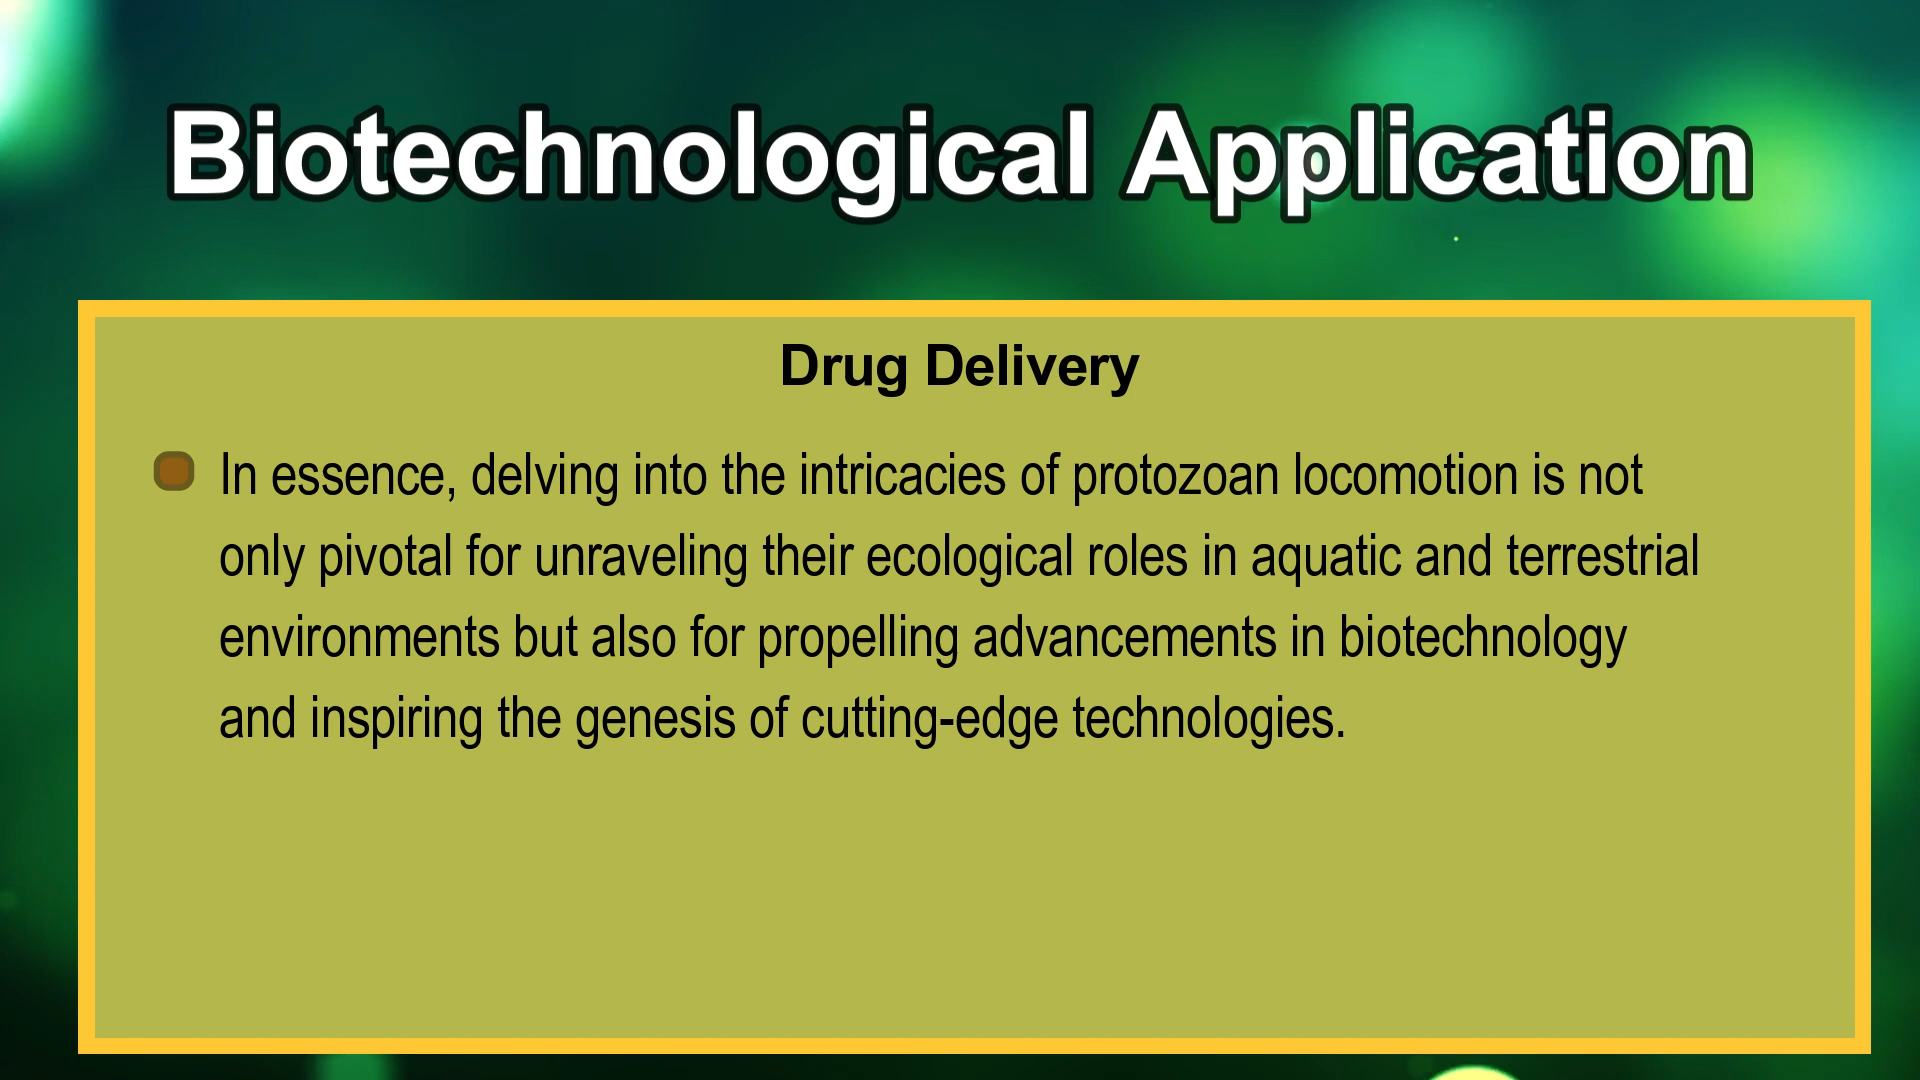 Biotechnological Application
Drug Delivery
In essence, delving into the intricacies of protozoan locomotion is not
only pivotal for unraveling their ecological roles in aquatic and terrestrial
environments but also for propelling advancements in biotechnology
and inspiring the genesis of cutting-edge technologies.